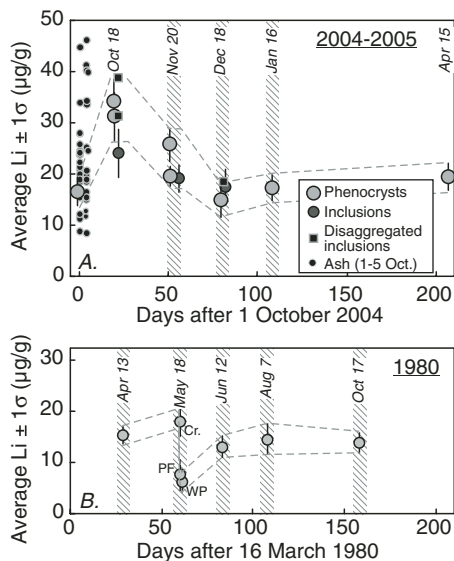 2004-2005
Oct 18
Nov 20
Dec 18
Jan 16
Apr 15
Average Li ± 1σ (µg/g)
50
40
30
20
10
0
A.
Phenocrysts
Inclusions
Disaggregated
inclusions
Ash (1-5 Oct.)
0 50 100 150 200
Days after 1 October 2004
1980
Apr 13
May 18
Jun 12
Aug 7
Oct 17
Average Li ± 1σ (µg/g)
30
20
10
0
Cr.
PF
WP
B.
0 50 100 150 200
Days after 16 March 1980